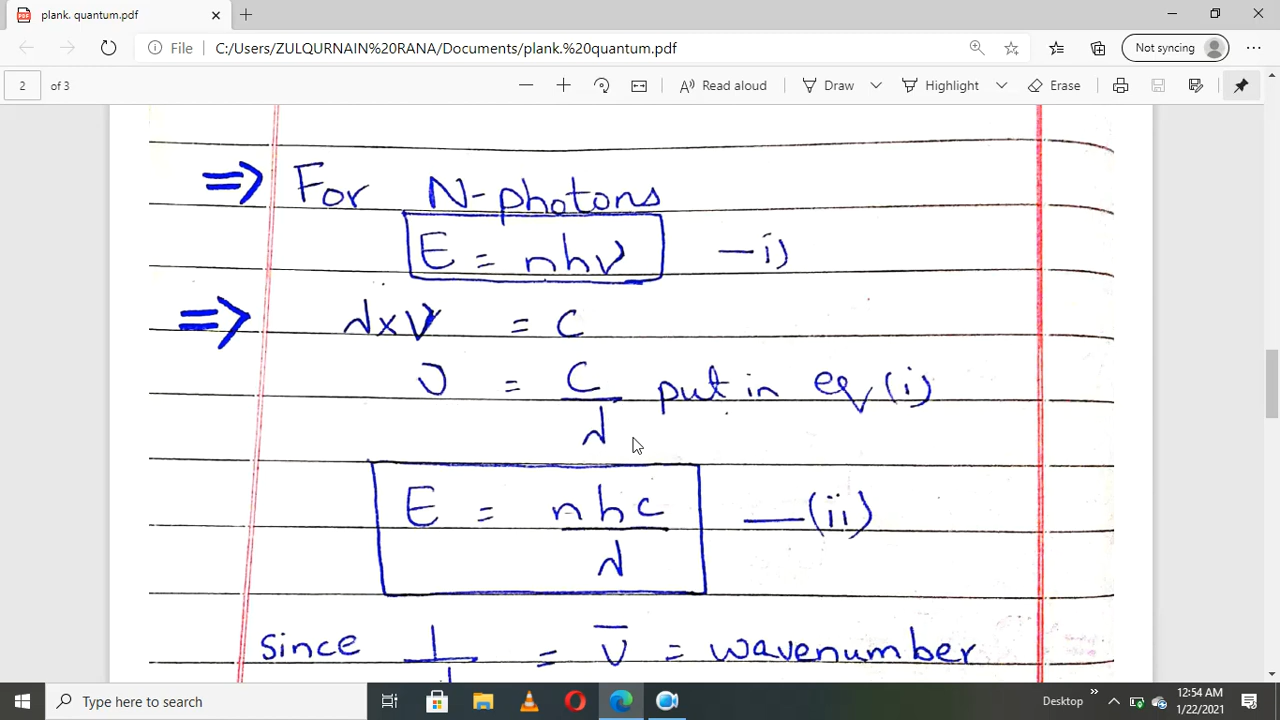 plank. quantum.pdf
File C:/Users/ZULQURNAIN%20RANA/Documents/plank.%20quantum.pdf
Not syncing
2 of 3
Read aloud
Draw
Highlight
Erase
⇒ For N-photons
E = nhν —i)
⇒ λ×ν = C
ν = C/λ put in eq (i)
E = nhc/λ —(ii)
since 1/λ = ν̅ = wavenumber
Type here to search
Desktop
12:54 AM
1/22/2021